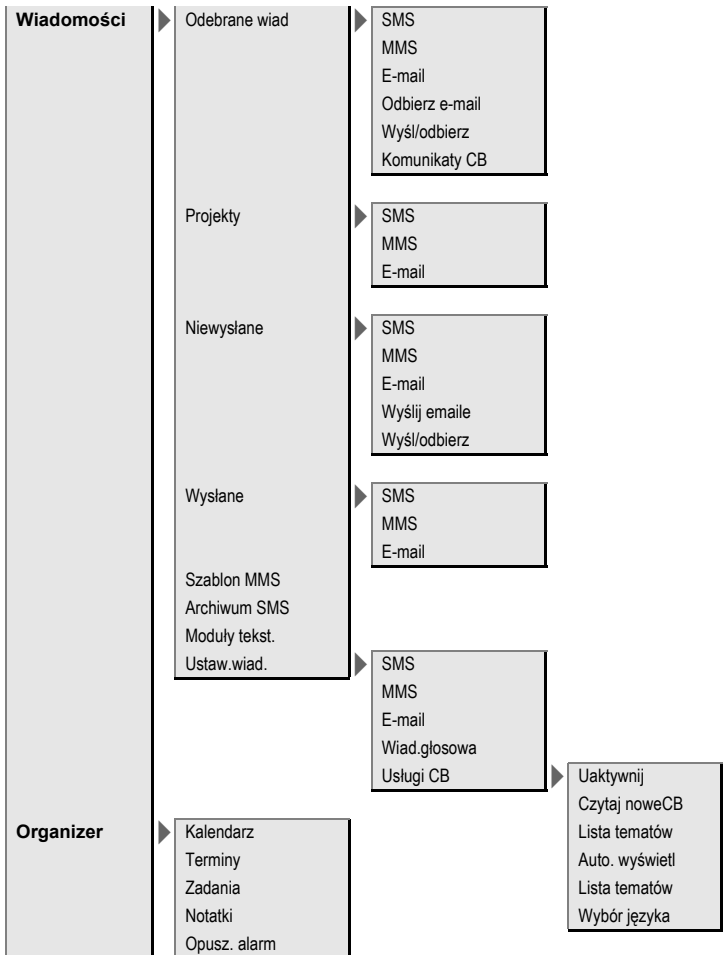 Wiadomości
Odebrane wiad
SMS
MMS
E-mail
Odbierz e-mail
Wyśl/odbierz
Komunikaty CB
Projekty
SMS
MMS
E-mail
Niewysłane
SMS
MMS
E-mail
Wyślij emaile
Wyśl/odbierz
Wysłane
SMS
MMS
E-mail
Szablon MMS
Archiwum SMS
Moduły tekst.
Ustaw.wiad.
SMS
MMS
E-mail
Wiad.głosowa
Usługi CB
Uaktywnij
Czytaj noweCB
Lista tematów
Auto. wyświetl
Lista tematów
Wybór języka
Organizer
Kalendarz
Terminy
Zadania
Notatki
Opusz. alarm